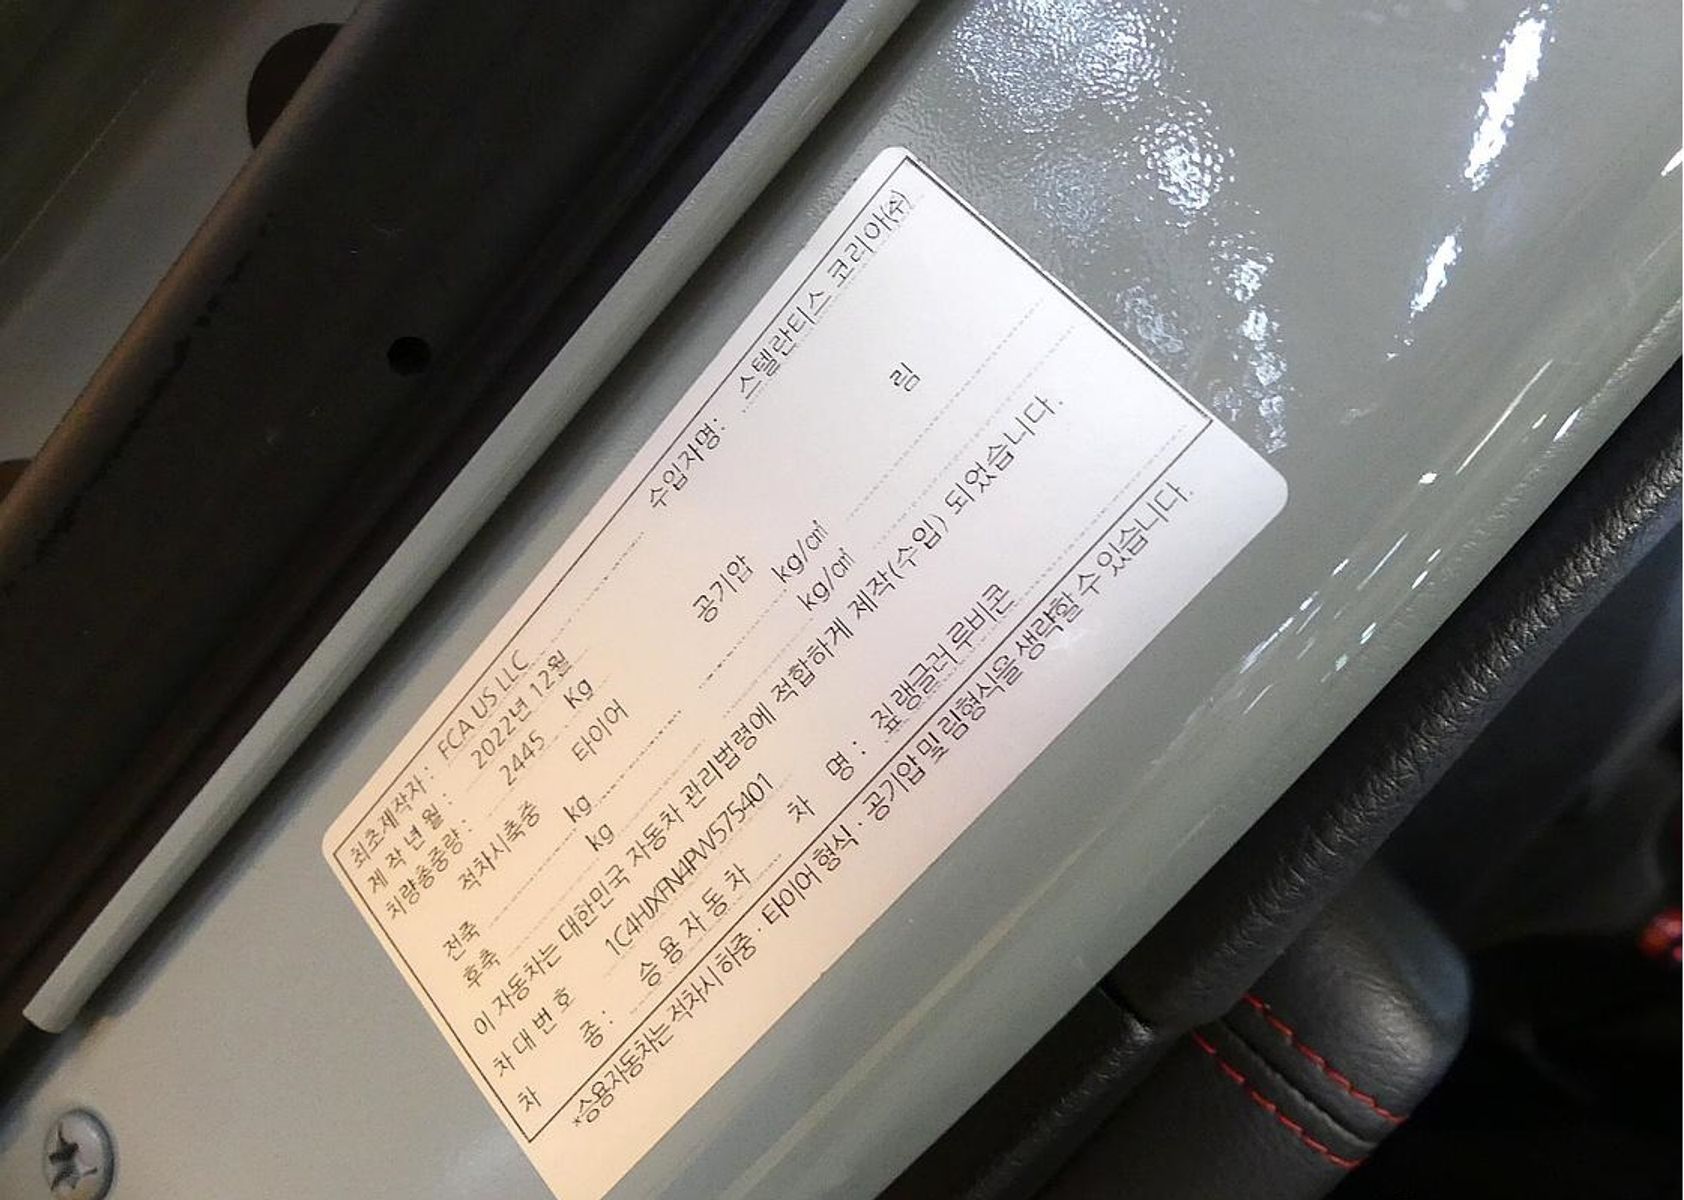 최초제작자 : FCA US LLC 수입자명 : 스텔란티스 코리아(주)
제 작 년 월 : 2022년 12월
차량총중량 : 2445 Kg
적차시축중 타이어 공기압 림
전축 kg kg/㎠
후축 kg kg/㎠
이 자동차는 대한민국 자동차 관리법령에 적합하게 제작(수입) 되었습니다.
차 대 번 호 1C4HJXFN4PW575401
차 종 : 승 용 자 동 차 차 명 : 짚랭글러 루비콘
*승용자동차는 적차시 하중 · 타이어 형식 · 공기압 및 림형식을 생략할 수 있습니다.